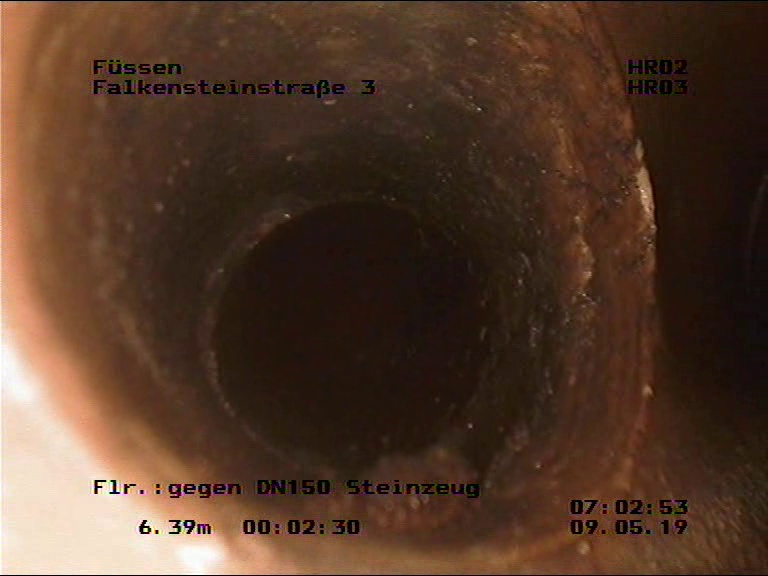 Füssen HR02
Falkensteinstraße 3 HR03
Flr.:gegen DN150 Steinzeug
07:02:53
6.39m 00:02:30 09.05.19